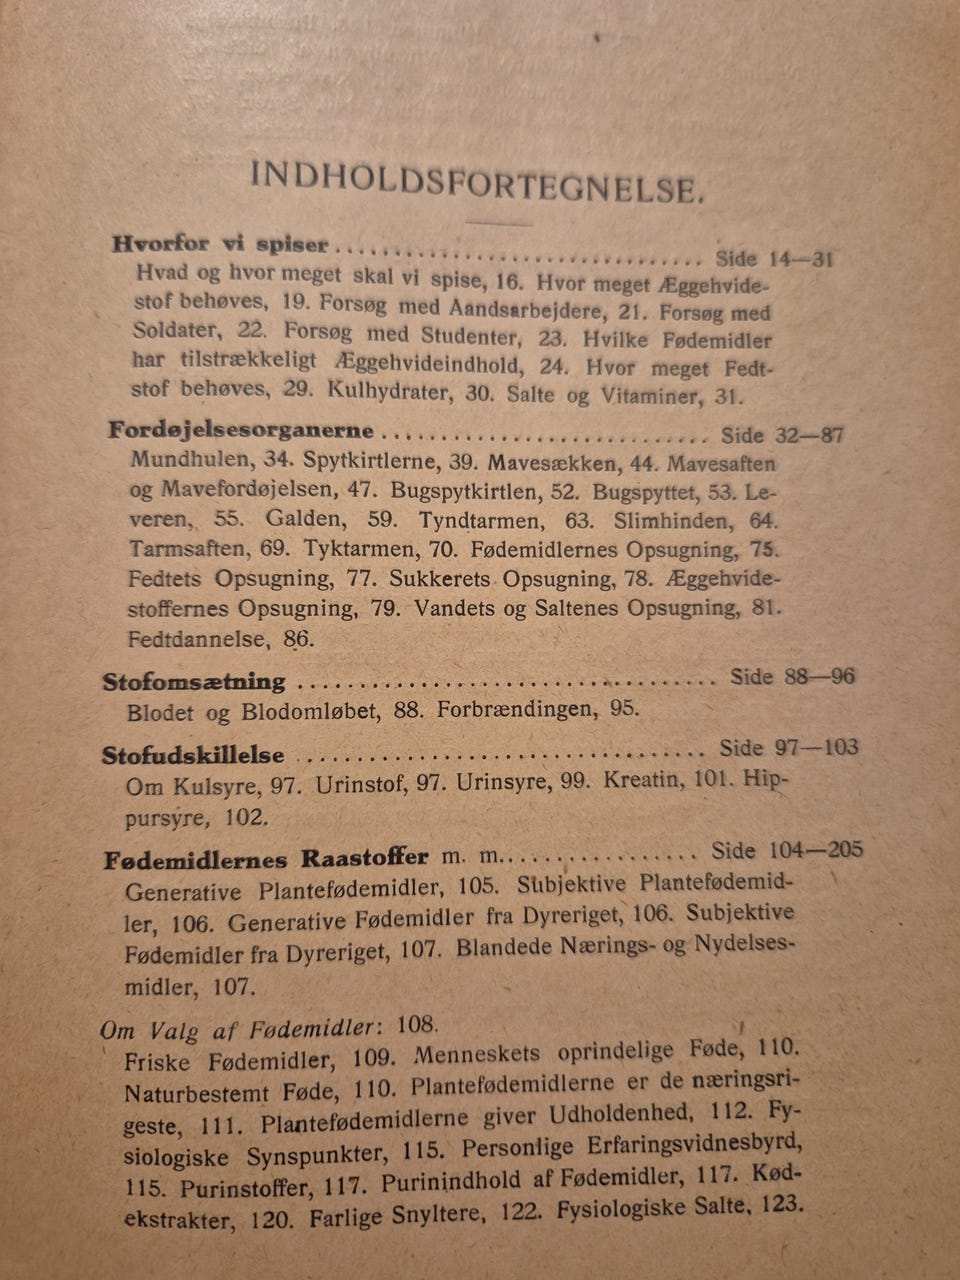 INDHOLDSFORTEGNELSE.
Hvorfor vi spiser ................................ Side 14—31
Hvad og hvor meget skal vi spise, 16. Hvor meget Æggehvide-
stof behøves, 19. Forsøg med Aandsarbejdere, 21. Forsøg med
Soldater, 22. Forsøg med Studenter, 23. Hvilke Fødemidler
har tilstrækkeligt Æggehvideindhold, 24. Hvor meget Fedt-
stof behøves, 29. Kulhydrater, 30. Salte og Vitaminer, 31.
Fordøjelsesorganerne ............................ Side 32—87
Mundhulen, 34. Spytkirtlerne, 39. Mavesækken, 44. Mavesaften
og Mavefordøjelsen, 47. Bugspytkirtlen, 52. Bugspyttet, 53. Le-
veren, 55. Galden, 59. Tyndtarmen, 63. Slimhinden, 64.
Tarmsaften, 69. Tyktarmen, 70. Fødemidlernes Opsugning, 75.
Fedtets Opsugning, 77. Sukkerets Opsugning, 78. Æggehvide-
stoffernes Opsugning, 79. Vandets og Saltenes Opsugning, 81.
Fedtdannelse, 86.
Stofomsætning ................................... Side 88—96
Blodet og Blodomløbet, 88. Forbrændingen, 95.
Stofudskillelse .................................. Side 97—103
Om Kulsyre, 97. Urinstof, 97. Urinsyre, 99. Kreatin, 101. Hip-
pursyre, 102.
Fødemidlernes Raastoffer m. m.................. Side 104—205
Generative Plantefødemidler, 105. Subjektive Plantefødemid-
ler, 106. Generative Fødemidler fra Dyreriget, 106. Subjektive
Fødemidler fra Dyreriget, 107. Blandede Nærings- og Nydelses-
midler, 107.
Om Valg af Fødemidler: 108.
Friske Fødemidler, 109. Menneskets oprindelige Føde, 110.
Naturbestemt Føde, 110. Plantefødemidlerne er de næringsri-
geste, 111. Plantefødemidlerne giver Udholdenhed, 112. Fy-
siologiske Synspunkter, 115. Personlige Erfaringsvidnesbyrd,
115. Purinstoffer, 117. Purinindhold af Fødemidler, 117. Kød-
ekstrakter, 120. Farlige Snyltere, 122. Fysiologiske Salte, 123.